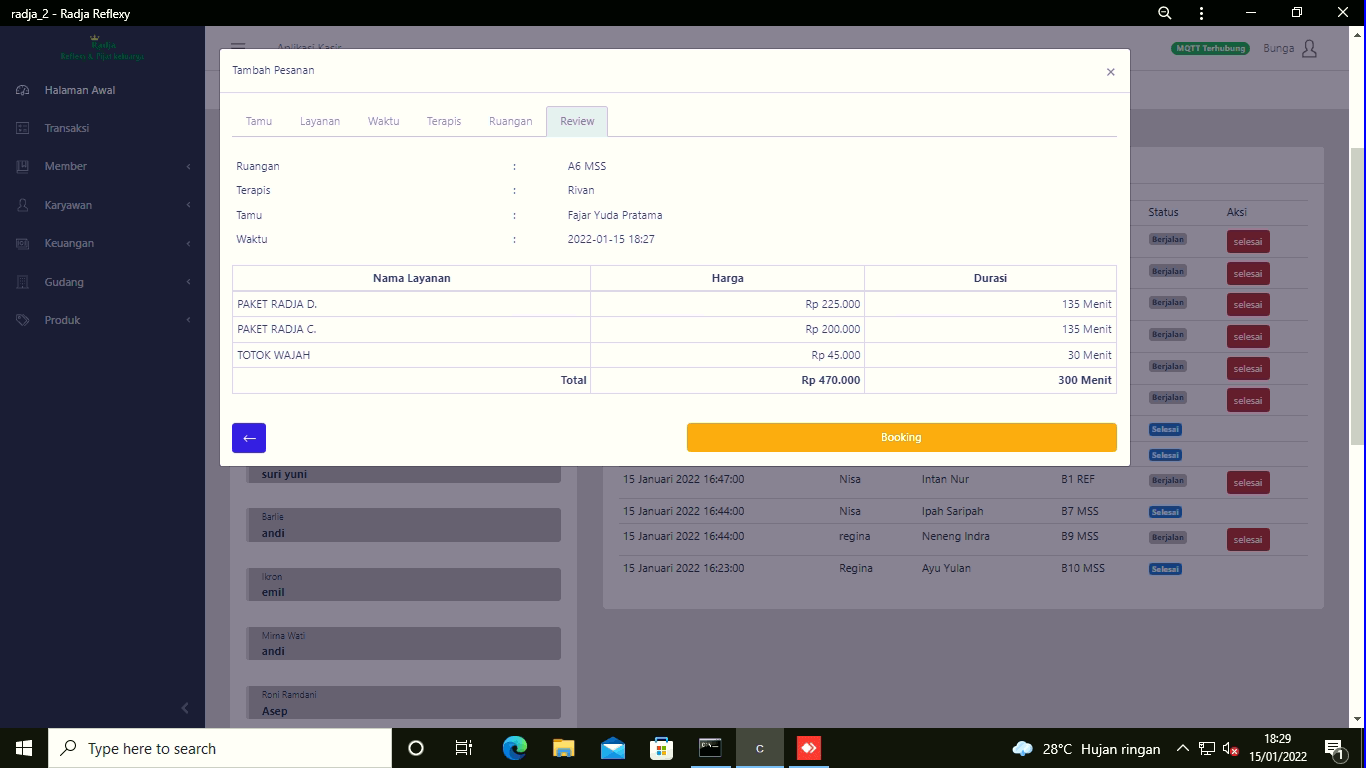 radja_2 - Radja Reflexy
Radja
Aplikasi Kasir
MQTT Terhubung
Bunga
Halaman Awal
Transaksi
Member
Karyawan
Keuangan
Gudang
Produk
Tambah Pesanan
×
Tamu Layanan Waktu Terapis Ruangan Review
Ruangan : A6 MSS
Terapis : Rivan
Tamu : Fajar Yuda Pratama
Waktu : 2022-01-15 18:27
Nama Layanan Harga Durasi
PAKET RADJA D. Rp 225.000 135 Menit
PAKET RADJA C. Rp 200.000 135 Menit
TOTOK WAJAH Rp 45.000 30 Menit
Total Rp 470.000 300 Menit
← Booking
Status Aksi
Berjalan selesai
Berjalan selesai
Berjalan selesai
Berjalan selesai
Berjalan selesai
Berjalan selesai
Selesai
Selesai
15 Januari 2022 16:47:00 Nisa Intan Nur B1 REF Berjalan selesai
15 Januari 2022 16:44:00 Nisa Ipah Saripah B7 MSS Selesai
15 Januari 2022 16:44:00 regina Neneng Indra B9 MSS Berjalan selesai
15 Januari 2022 16:23:00 Regina Ayu Yulan B10 MSS Selesai
suri yuni
Barlie
andi
Ikron
emil
Mirna Wati
andi
Roni Ramdani
Asep
Type here to search
C
28°C Hujan ringan
18:29
15/01/2022
1